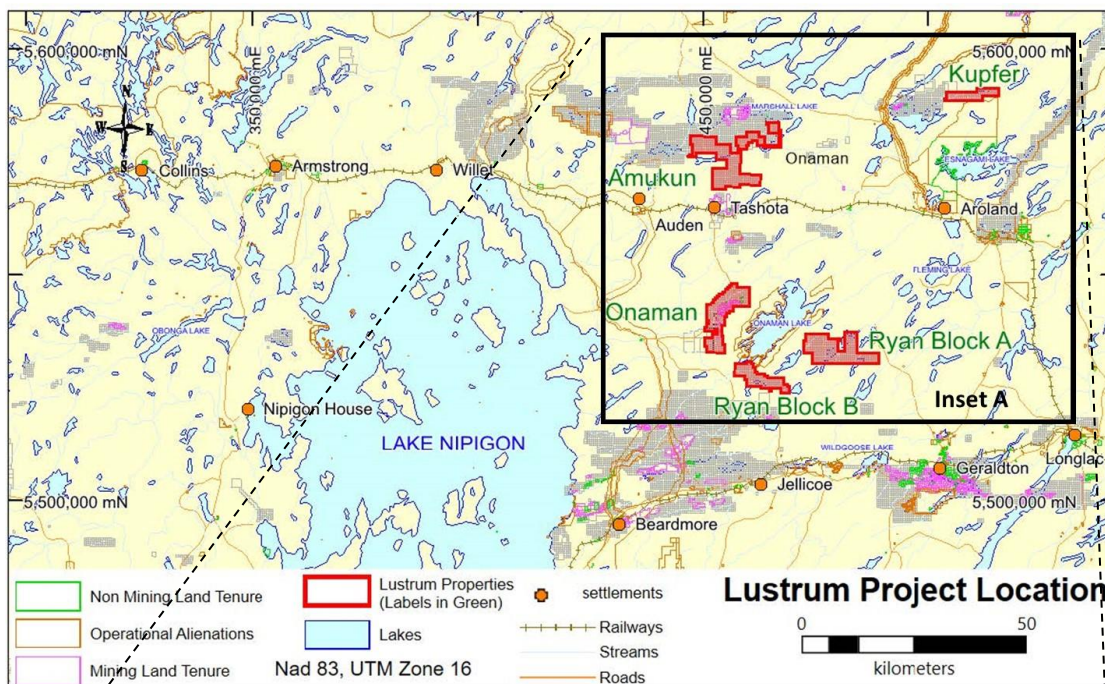 5,600,000 mN
350,000 mE
450,000 mE
5,600,000 mN
Kupfer
MARSHALL LAKE
N
W E
S
Collins
Armstrong
Willet
Onaman
ESNAGAMI LAKE
Amukun
Auden
Tashota
Aroland
FLEMING LAKE
OBONGA LAKE
Onaman
ONAMAN LAKE
Ryan Block A
Ryan Block B
Inset A
Nipigon House
LAKE NIPIGON
WILDGOOSE LAKE
Longlac
Geraldton
Jellicoe
5,500,000 mN
5,500,000 mN
Beardmore
Non Mining Land Tenure
Operational Alienations
Mining Land Tenure
Lustrum Properties
(Labels in Green)
Lakes
Nad 83, UTM Zone 16
settlements
Railways
Streams
Roads
Lustrum Project Location
0 50
kilometers